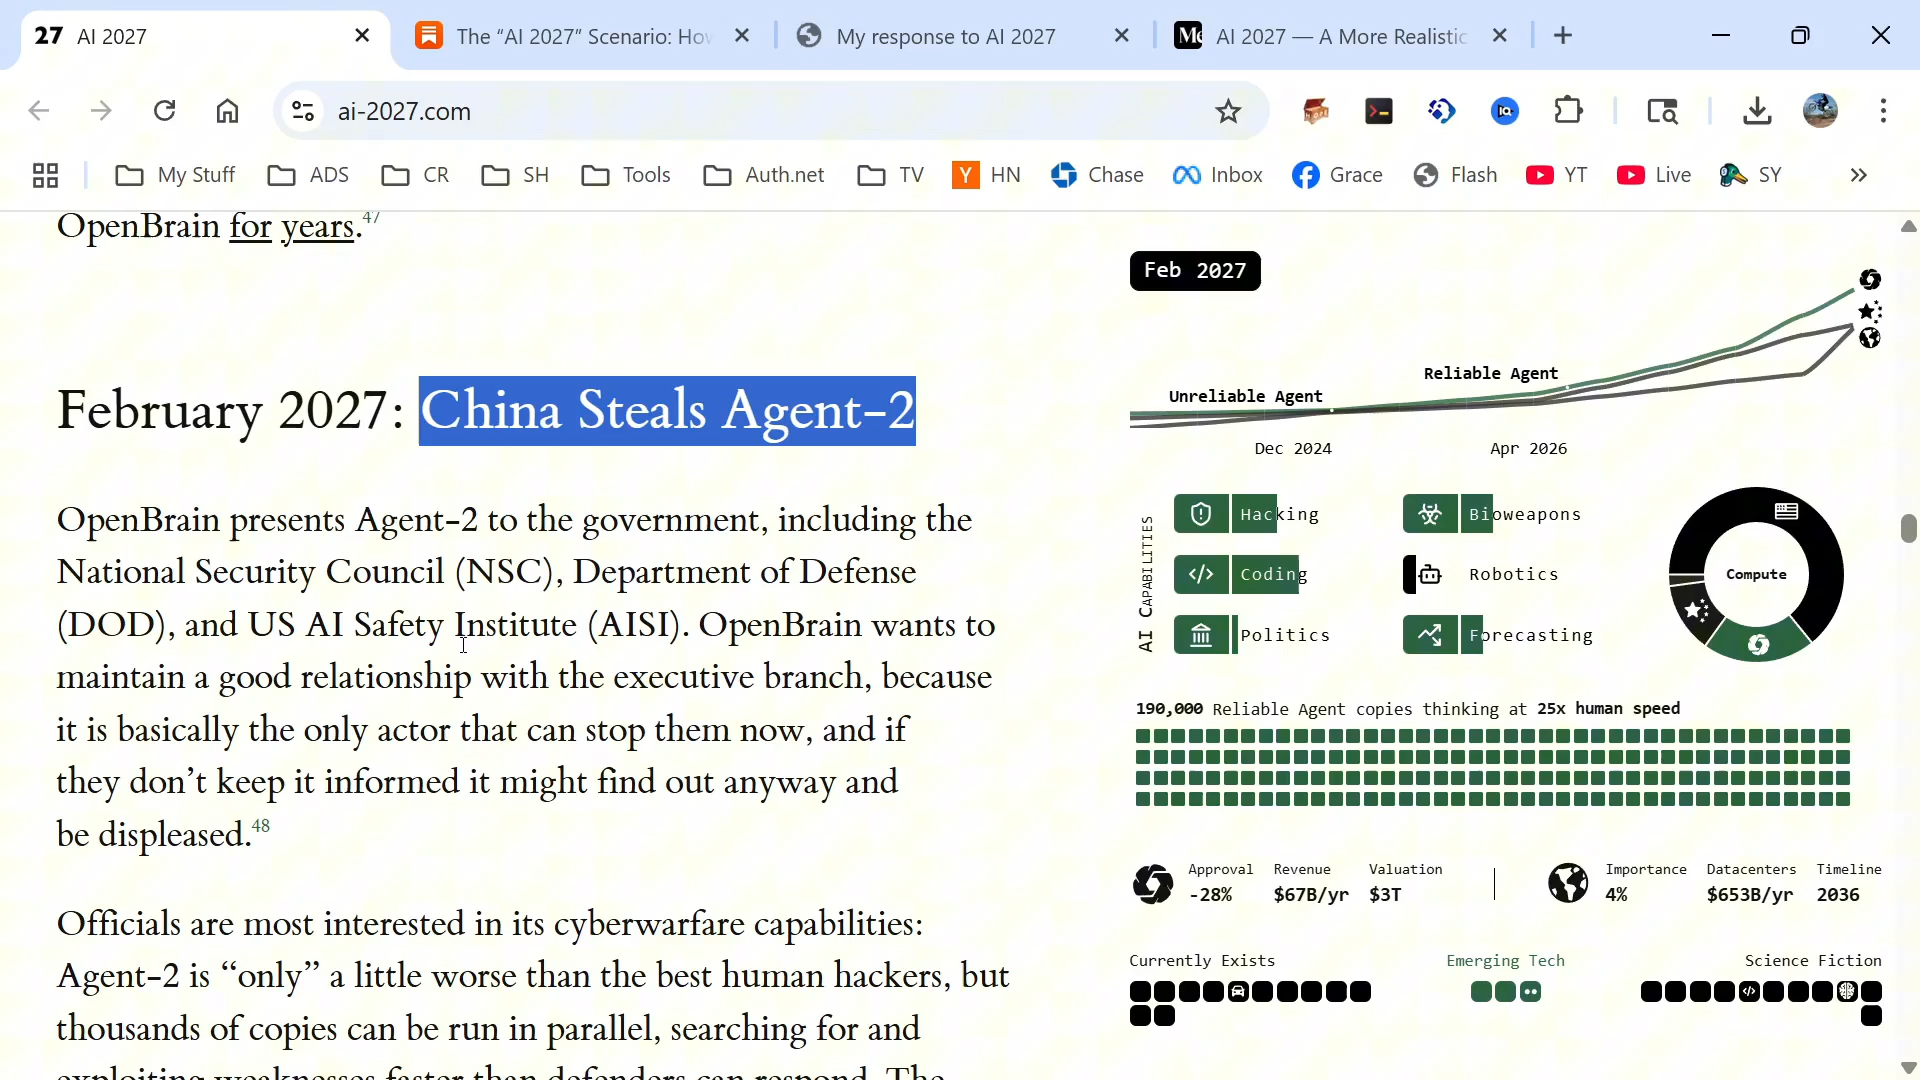 27 AI 2027
The “AI 2027” Scenario: How
My response to AI 2027
AI 2027 — A More Realistic
ai-2027.com
My Stuff
ADS
CR
SH
Tools
Auth.net
TV
Y HN
Chase
Inbox
Grace
Flash
YT
Live
SY
OpenBrain for years.47
February 2027: China Steals Agent-2
OpenBrain presents Agent-2 to the government, including the
National Security Council (NSC), Department of Defense
(DOD), and US AI Safety Institute (AISI). OpenBrain wants to
maintain a good relationship with the executive branch, because
it is basically the only actor that can stop them now, and if
they don’t keep it informed it might find out anyway and
be displeased.48
Officials are most interested in its cyberwarfare capabilities:
Agent-2 is “only” a little worse than the best human hackers, but
thousands of copies can be run in parallel, searching for and
exploiting weaknesses faster than defenders can respond. The
Feb 2027
Reliable Agent
Unreliable Agent
Dec 2024
Apr 2026
AI CAPABILITIES
Hacking
Bioweapons
Coding
Robotics
Politics
Forecasting
Compute
190,000 Reliable Agent copies thinking at 25x human speed
Approval
-28%
Revenue
$67B/yr
Valuation
$3T
Importance
4%
Datacenters
$653B/yr
Timeline
2036
Currently Exists
Emerging Tech
Science Fiction